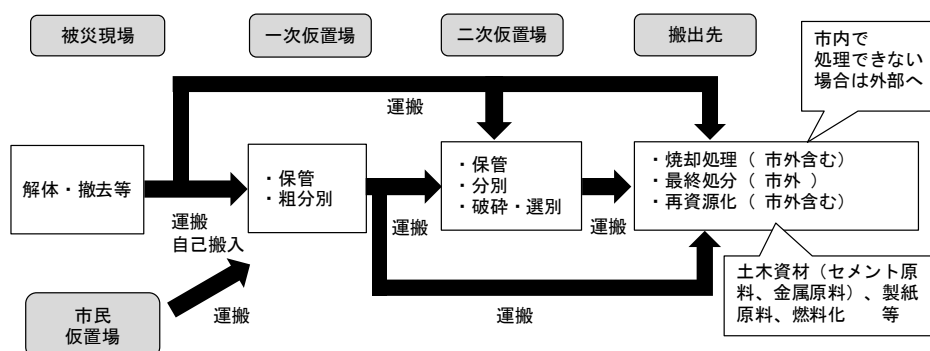 被災現場
一次仮置場
二次仮置場
搬出先
市内で
処理できない
場合は外部へ
運搬
解体・撤去等
・保管
・粗分別
・保管
・分別
・破砕・選別
・焼却処理（ 市外含む）
・最終処分（ 市外 ）
・再資源化（ 市外含む）
運搬
自己搬入
運搬
運搬
市民
仮置場
運搬
運搬
土木資材（セメント原
料、金属原料）、製紙
原料、燃料化　　等